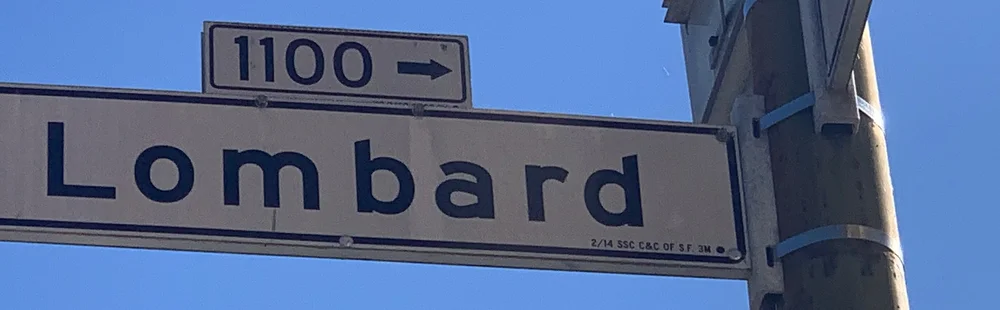 1100 →
Lombard
2/14 SSC C&C OF S.F. 3M